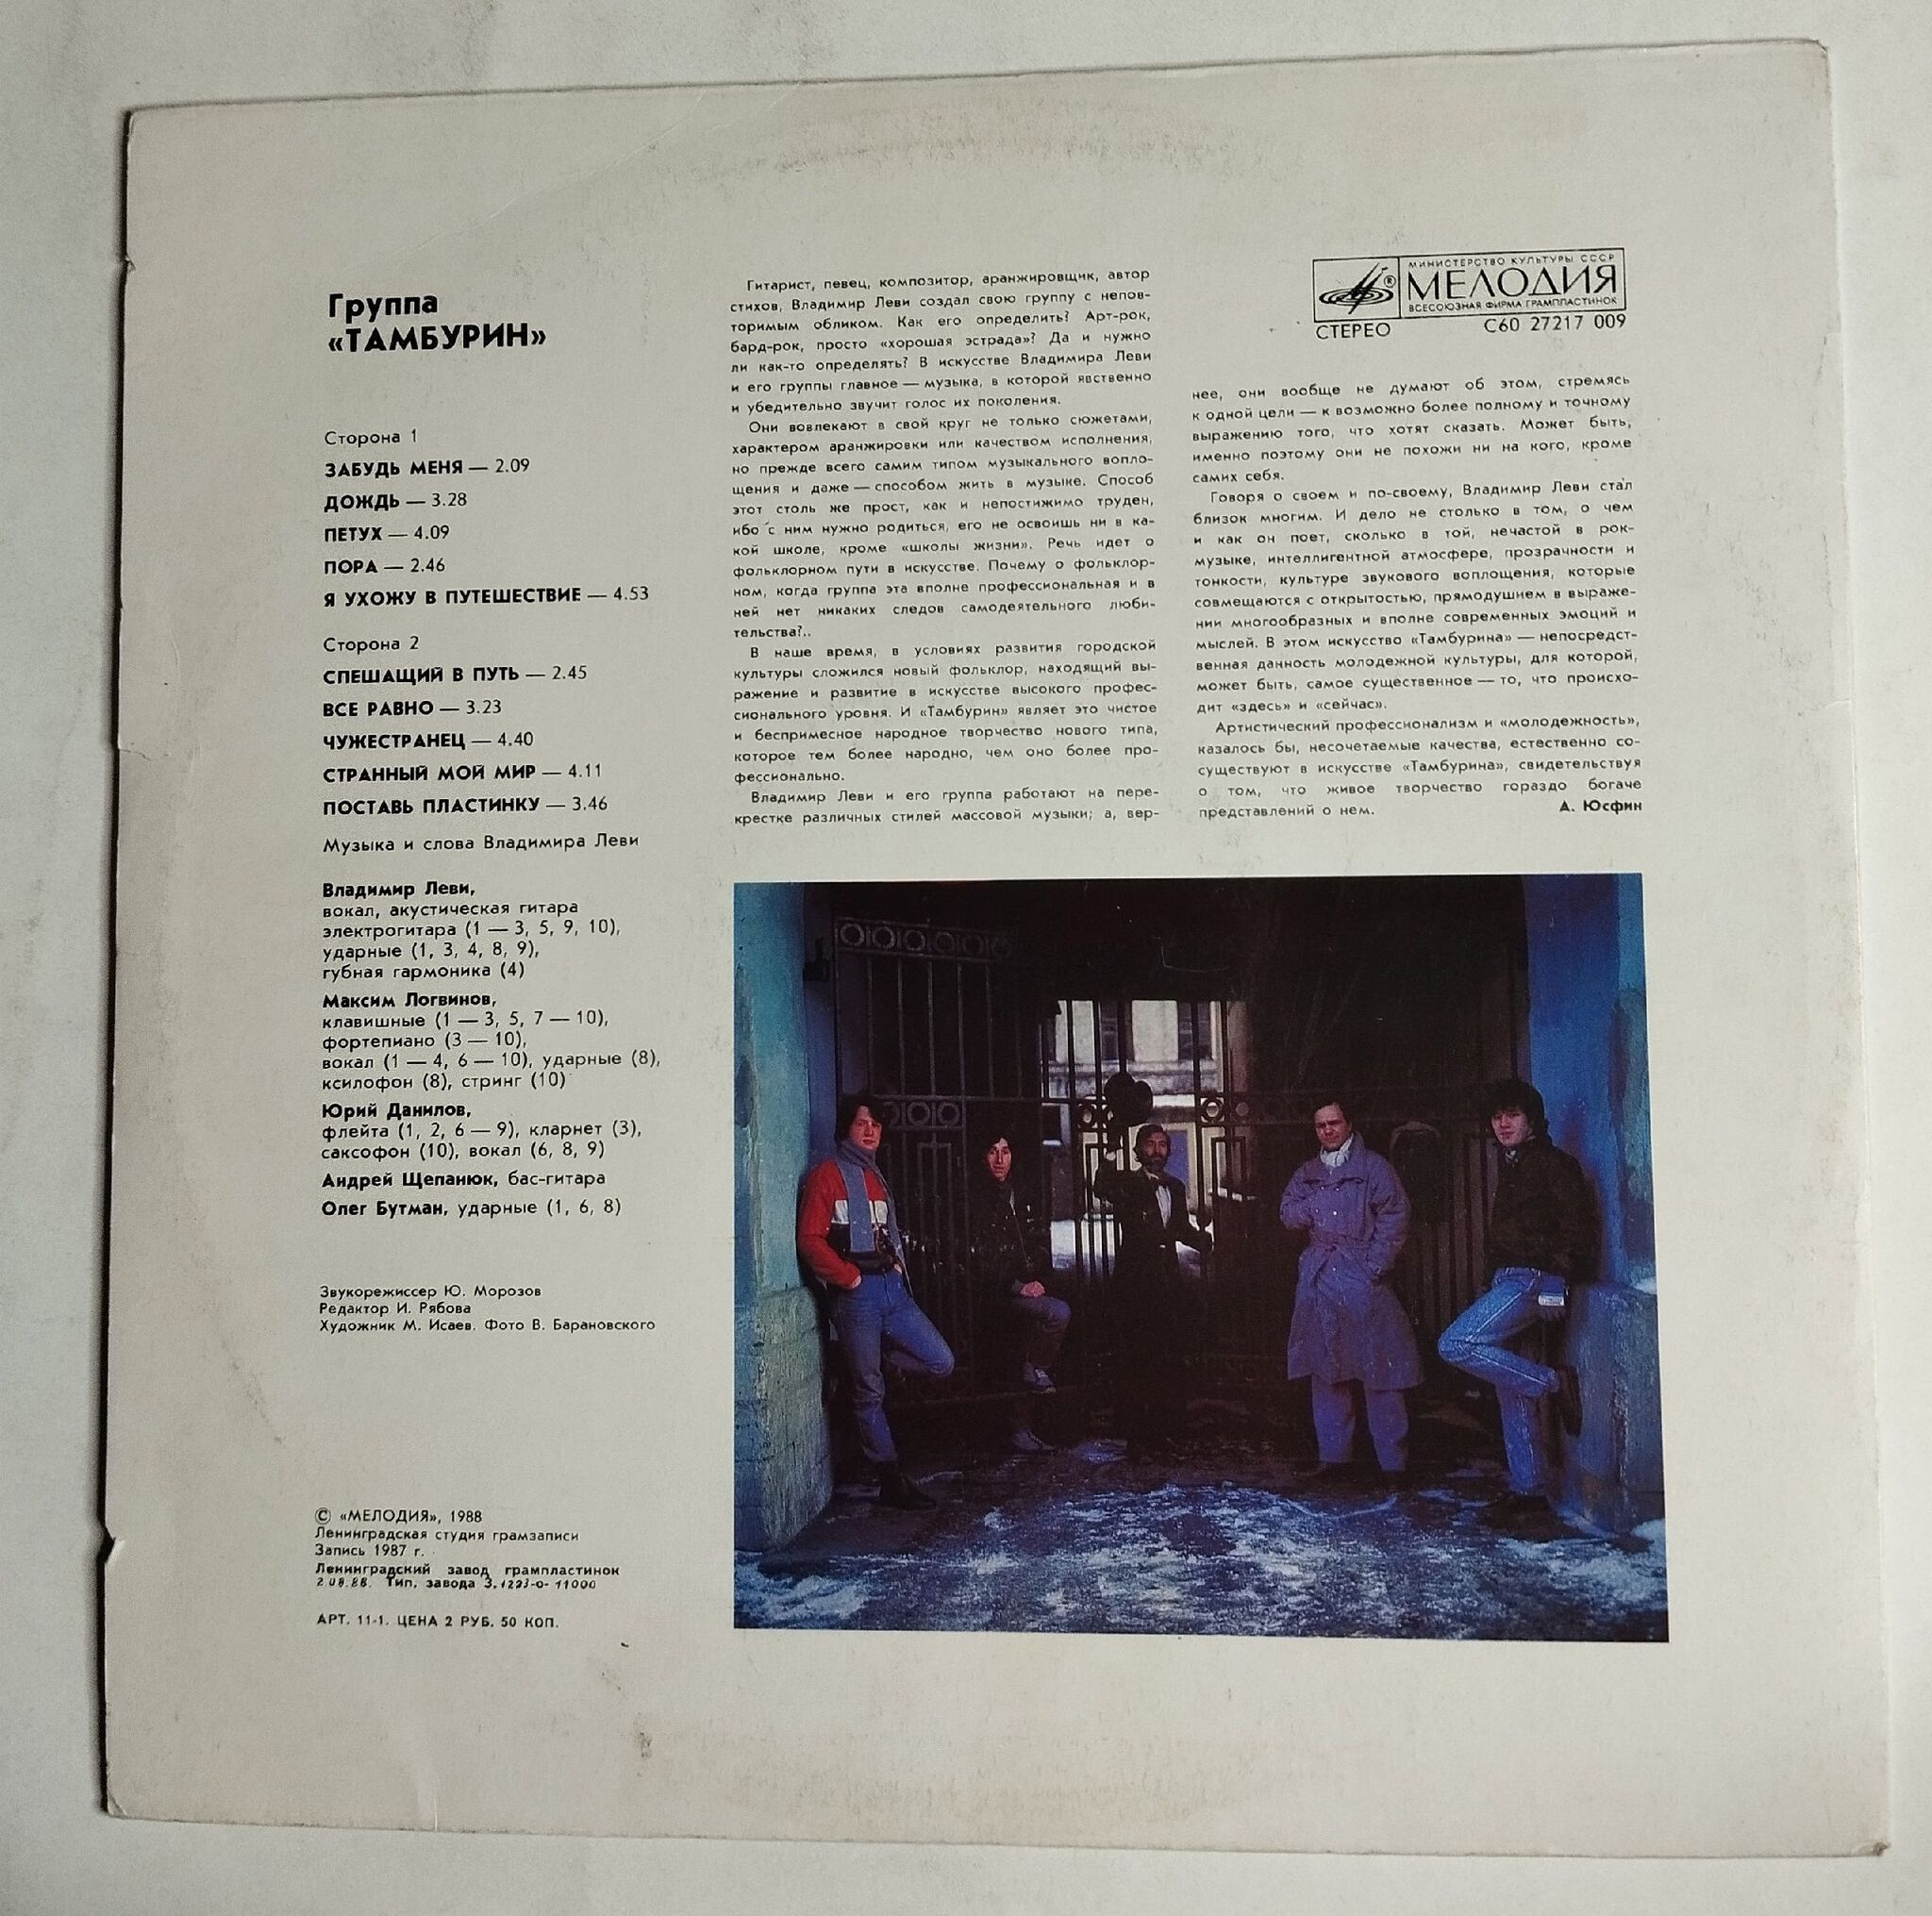 Группа
«ТАМБУРИН»
Сторона 1
ЗАБУДЬ МЕНЯ — 2.09
ДОЖДЬ — 3.28
ПЕТУХ — 4.09
ПОРА — 2.46
Я УХОЖУ В ПУТЕШЕСТВИЕ — 4.53
Сторона 2
СПЕШАЩИЙ В ПУТЬ — 2.45
ВСЕ РАВНО — 3.23
ЧУЖЕСТРАНЕЦ — 4.40
СТРАННЫЙ МОЙ МИР — 4.11
ПОСТАВЬ ПЛАСТИНКУ — 3.46
Музыка и слова Владимира Леви
Владимир Леви,
вокал, акустическая гитара
электрогитара (1 — 3, 5, 9, 10),
ударные (1, 3, 4, 8, 9),
губная гармоника (4)
Максим Логвинов,
клавишные (1 — 3, 5, 7 — 10),
фортепиано (3 — 10),
вокал (1 — 4, 6 — 10), ударные (8),
ксилофон (8), стринг (10)
Юрий Данилов,
флейта (1, 2, 6 — 9), кларнет (3),
саксофон (10), вокал (6, 8, 9)
Андрей Щепанюк, бас-гитара
Олег Бутман, ударные (1, 6, 8)
Звукорежиссер Ю. Морозов
Редактор И. Рябова
Художник М. Исаев. Фото В. Барановского
© «МЕЛОДИЯ», 1988
Ленинградская студия грамзаписи
Запись 1987 г.
Ленинградский завод грампластинок
2.08.88. Тип. завода З. 1223-0- 11000
АРТ. 11-1. ЦЕНА 2 РУБ. 50 КОП.
Гитарист, певец, композитор, аранжировщик, автор
стихов, Владимир Леви создал свою группу с непов-
торимым обликом. Как его определить? Арт-рок,
бард-рок, просто «хорошая эстрада»? Да и нужно
ли как-то определять? В искусстве Владимира Леви
и его группы главное — музыка, в которой явственно
и убедительно звучит голос их поколения.
Они вовлекают в свой круг не только сюжетами,
характером аранжировки или качеством исполнения,
но прежде всего самим типом музыкального вопло-
щения и даже — способом жить в музыке. Способ
этот столь же прост, как и непостижимо труден,
ибо с ним нужно родиться, его не освоишь ни в ка-
кой школе, кроме «школы жизни». Речь идет о
фольклорном пути в искусстве. Почему о фольклор-
ном, когда группа эта вполне профессиональная и в
ней нет никаких следов самодеятельного люби-
тельства?..
В наше время, в условиях развития городской
культуры сложился новый фольклор, находящий вы-
ражение и развитие в искусстве высокого профес-
сионального уровня. И «Тамбурин» являет это чистое
и беспримесное народное творчество нового типа,
которое тем более народно, чем оно более про-
фессионально.
Владимир Леви и его группа работают на пере-
крестке различных стилей массовой музыки; а, вер-
МИНИСТЕРСТВО КУЛЬТУРЫ СССР
МЕЛОДИЯ
ВСЕСОЮЗНАЯ ФИРМА ГРАМПЛАСТИНОК
СТЕРЕО С60 27217 009
нее, они вообще не думают об этом, стремясь
к одной цели — к возможно более полному и точному
выражению того, что хотят сказать. Может быть,
именно поэтому они не похожи ни на кого, кроме
самих себя.
Говоря о своем и по-своему, Владимир Леви стал
близок многим. И дело не столько в том, о чем
и как он поет, сколько в той, нечастой в рок-
музыке, интеллигентной атмосфере, прозрачности и
тонкости, культуре звукового воплощения, которые
совмещаются с открытостью, прямодушием в выраже-
нии многообразных и вполне современных эмоций и
мыслей. В этом искусство «Тамбурина» — непосредст-
венная данность молодежной культуры, для которой,
может быть, самое существенное — то, что происхо-
дит «здесь» и «сейчас».
Артистический профессионализм и «молодежность»,
казалось бы, несочетаемые качества, естественно со-
существуют в искусстве «Тамбурина», свидетельствуя
о том, что живое творчество гораздо богаче
представлений о нем. А. Юсфин